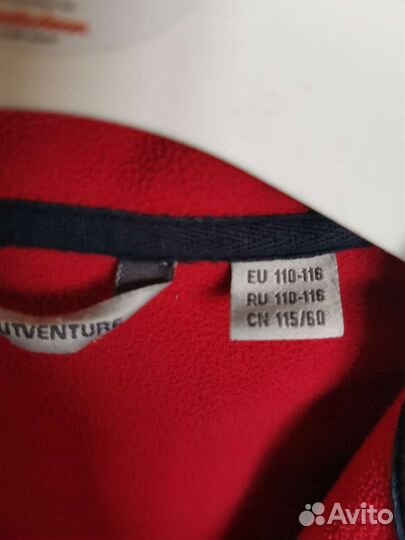 UTVENTURE
EU 110-116
RU 110-116
CN 115/60
Avito